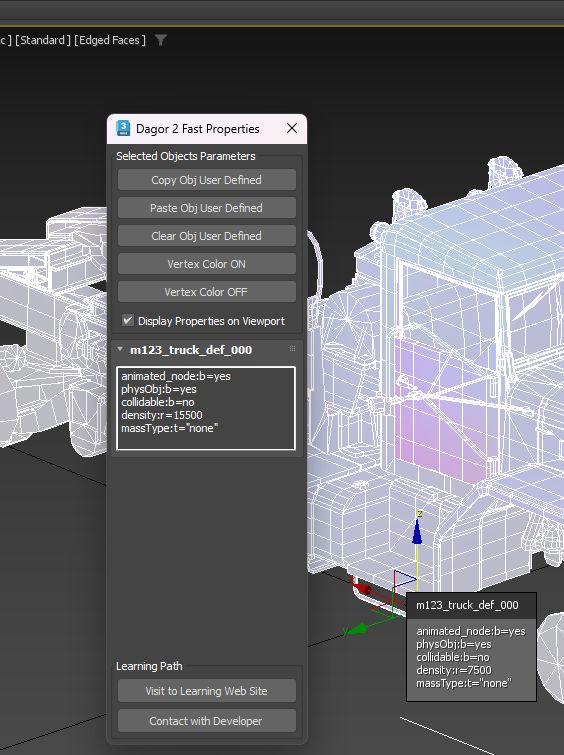 c ] [Standard ] [Edged Faces ]
3
Dagor 2 Fast Properties
Selected Objects Parameters
Copy Obj User Defined
Paste Obj User Defined
Clear Obj User Defined
Vertex Color ON
Vertex Color OFF
Display Properties on Viewport
m123_truck_def_000
animated_node:b=yes
physObj:b=yes
collidable:b=no
density:r=15500
massType:t="none"
z
y
m123_truck_def_000
animated_node:b=yes
physObj:b=yes
collidable:b=no
density:r=7500
massType:t="none"
Learning Path
Visit to Learning Web Site
Contact with Developer